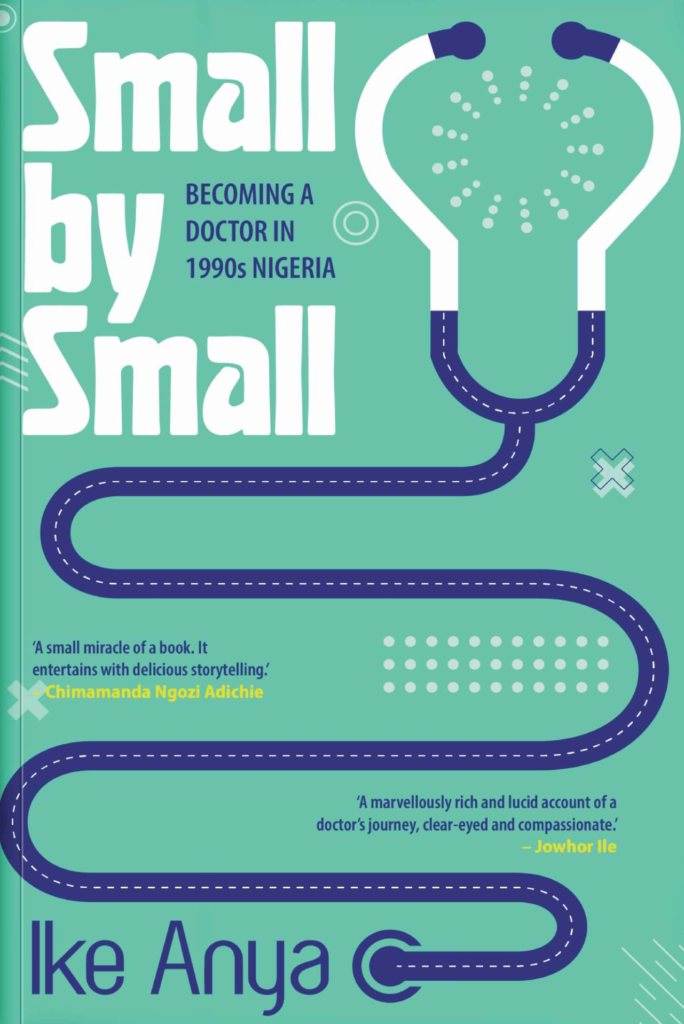 Small
by
Small
BECOMING A
DOCTOR IN
1990s NIGERIA
‘A small miracle of a book. It
entertains with delicious storytelling.’
– Chimamanda Ngozi Adichie
‘A marvellously rich and lucid account of a
doctor’s journey, clear-eyed and compassionate.’
– Jowhor Ile
Ike Anya